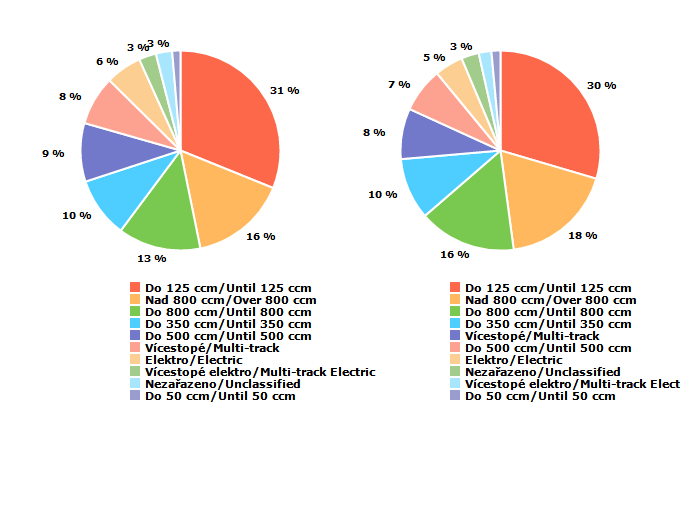 3 %
3 %
6 %
8 %
9 %
10 %
13 %
16 %
31 %
Do 125 ccm/Until 125 ccm
Nad 800 ccm/Over 800 ccm
Do 800 ccm/Until 800 ccm
Do 350 ccm/Until 350 ccm
Do 500 ccm/Until 500 ccm
Vícestopé/Multi-track
Elektro/Electric
Vícestopé elektro/Multi-track Electric
Nezařazeno/Unclassified
Do 50 ccm/Until 50 ccm
3 %
5 %
7 %
8 %
10 %
16 %
18 %
30 %
Do 125 ccm/Until 125 ccm
Nad 800 ccm/Over 800 ccm
Do 800 ccm/Until 800 ccm
Do 350 ccm/Until 350 ccm
Vícestopé/Multi-track
Do 500 ccm/Until 500 ccm
Elektro/Electric
Nezařazeno/Unclassified
Vícestopé elektro/Multi-track Elect
Do 50 ccm/Until 50 ccm